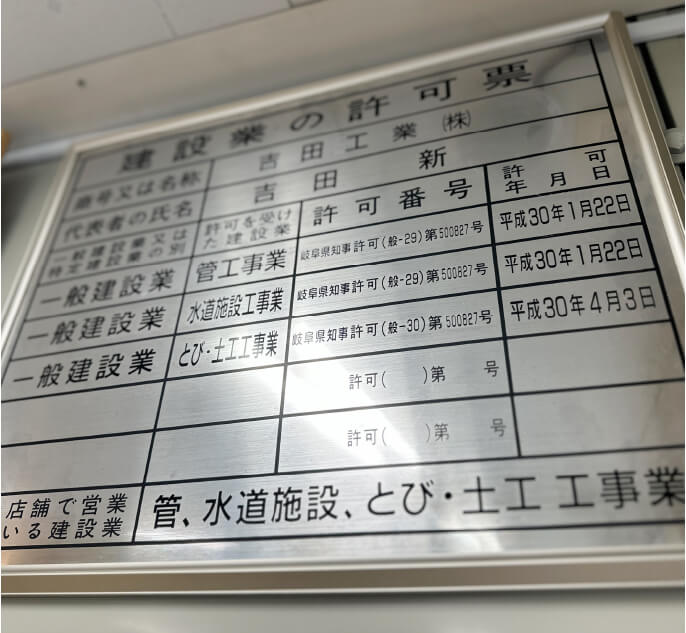 建設業の許可票
商号又は名称 吉田工業㈱
代表者の氏名 吉田 新
一般建設業又は 特定建設業の別 許可を受けた建設業 許可番号 許可年月日
一般建設業 管工事業 岐阜県知事許可(般-29)第500827号 平成30年1月22日
一般建設業 水道施設工事業 岐阜県知事許可(般-29)第500827号 平成30年1月22日
一般建設業 とび・土工工事業 岐阜県知事許可(般-30)第500827号 平成30年4月3日
許可( )第 号
許可( )第 号
店舗で営業 いる建設業 管、水道施設、とび・土工 工事業